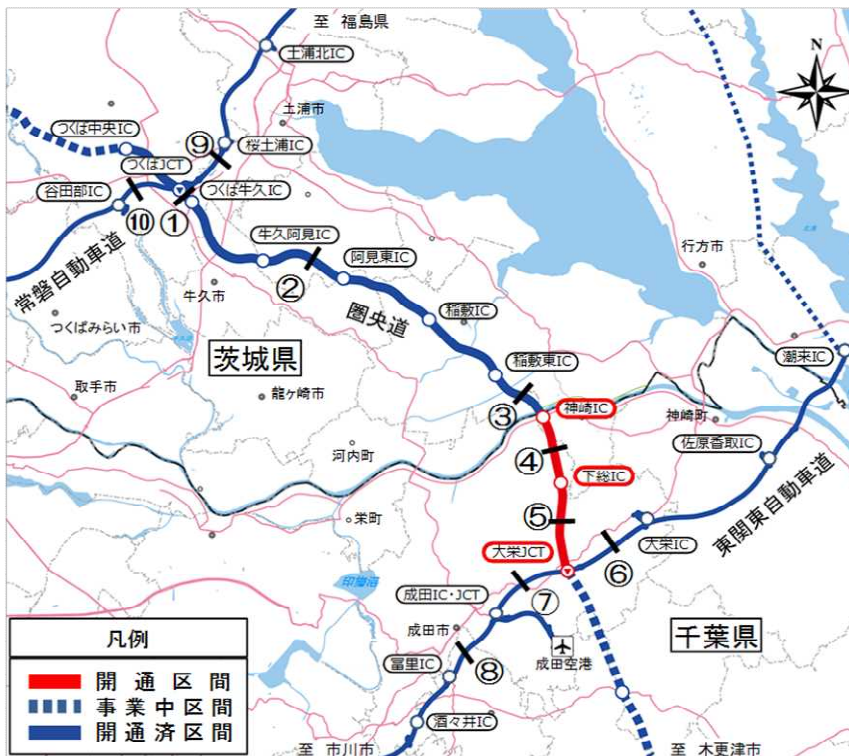 至 福島県
土浦北IC
N
土浦市
つくば中央IC
⑨
桜土浦IC
つくばJCT
谷田部IC
つくば牛久IC
⑩
①
牛久阿見IC
行方市
②
阿見東IC
常磐自動車道
牛久市
圏央道
稲敷IC
つくばみらい市
潮来IC
茨城県
稲敷東IC
取手市
龍ヶ崎市
③
神崎IC
神崎町
④
佐原香取IC
河内町
下総IC
東関東自動車道
栄町
⑤
大栄JCT
大栄IC
⑥
印旛沼
成田IC・JCT
⑦
成田市
千葉県
凡例
⑧
成田空港
富里IC
開通区間
事業中区間
酒々井IC
開通済区間
至 市川市
至 木更津市